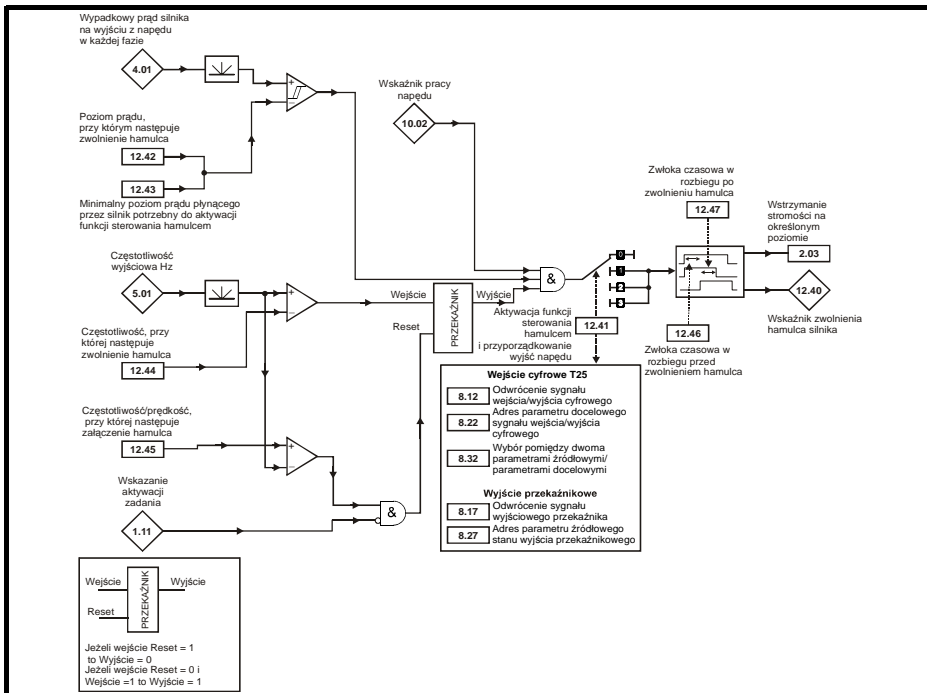 Wypadkowy prąd silnika
na wyjściu z napędu
w każdej fazie
4.01
Poziom prądu,
przy którym następuje
zwolnienie hamulca
12.42
12.43
Minimalny poziom prądu płynącego
przez silnik potrzebny do aktywacji
funkcji sterowania hamulcem
Wskaźnik pracy
napędu
10.02
Częstotliwość
wyjściowa Hz
5.01
Częstotliwość, przy
której następuje
zwolnienie hamulca
12.44
Częstotliwość/prędkość,
przy której następuje
załączenie hamulca
12.45
Wskazanie
aktywacji
zadania
1.11
Wejście
Reset
PRZEKAŹNIK
Wyjście
&
&
0
1
2
3
Aktywacja funkcji
sterowania
hamulcem
i przyporządkowanie
wyjść napędu
12.41
Zwłoka czasowa w
rozbiegu po
zwolnieniu hamulca
12.47
12.46
Zwłoka czasowa w
rozbiegu przed
zwolnieniem hamulca
Wstrzymanie
stromości na
określonym
poziomie
2.03
12.40
Wskaźnik zwolnienia
hamulca silnika
Wejście cyfrowe T25
8.12 Odwrócenie sygnału
wejścia/wyjścia cyfrowego
8.22 Adres parametru docelowego
sygnału wejścia/wyjścia
cyfrowego
8.32 Wybór pomiędzy dwoma
parametrami źródłowymi/
parametrami docelowymi
Wyjście przekaźnikowe
8.17 Odwrócenie sygnału
wyjściowego przekaźnika
8.27 Adres parametru źródłowego
stanu wyjścia przekaźnikowego
Wejście
Reset
PRZEKAŹNIK
Wyjście
Jeżeli wejście Reset = 1
to Wyjście = 0
Jeżeli wejście Reset = 0 i
Wejście =1 to Wyjście = 1